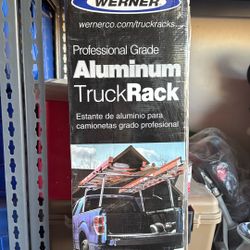 WERNER
wernerco.com/truckracks
Professional Grade
Aluminum
TruckRack
Estante de aluminio para
camionetas grado profesional